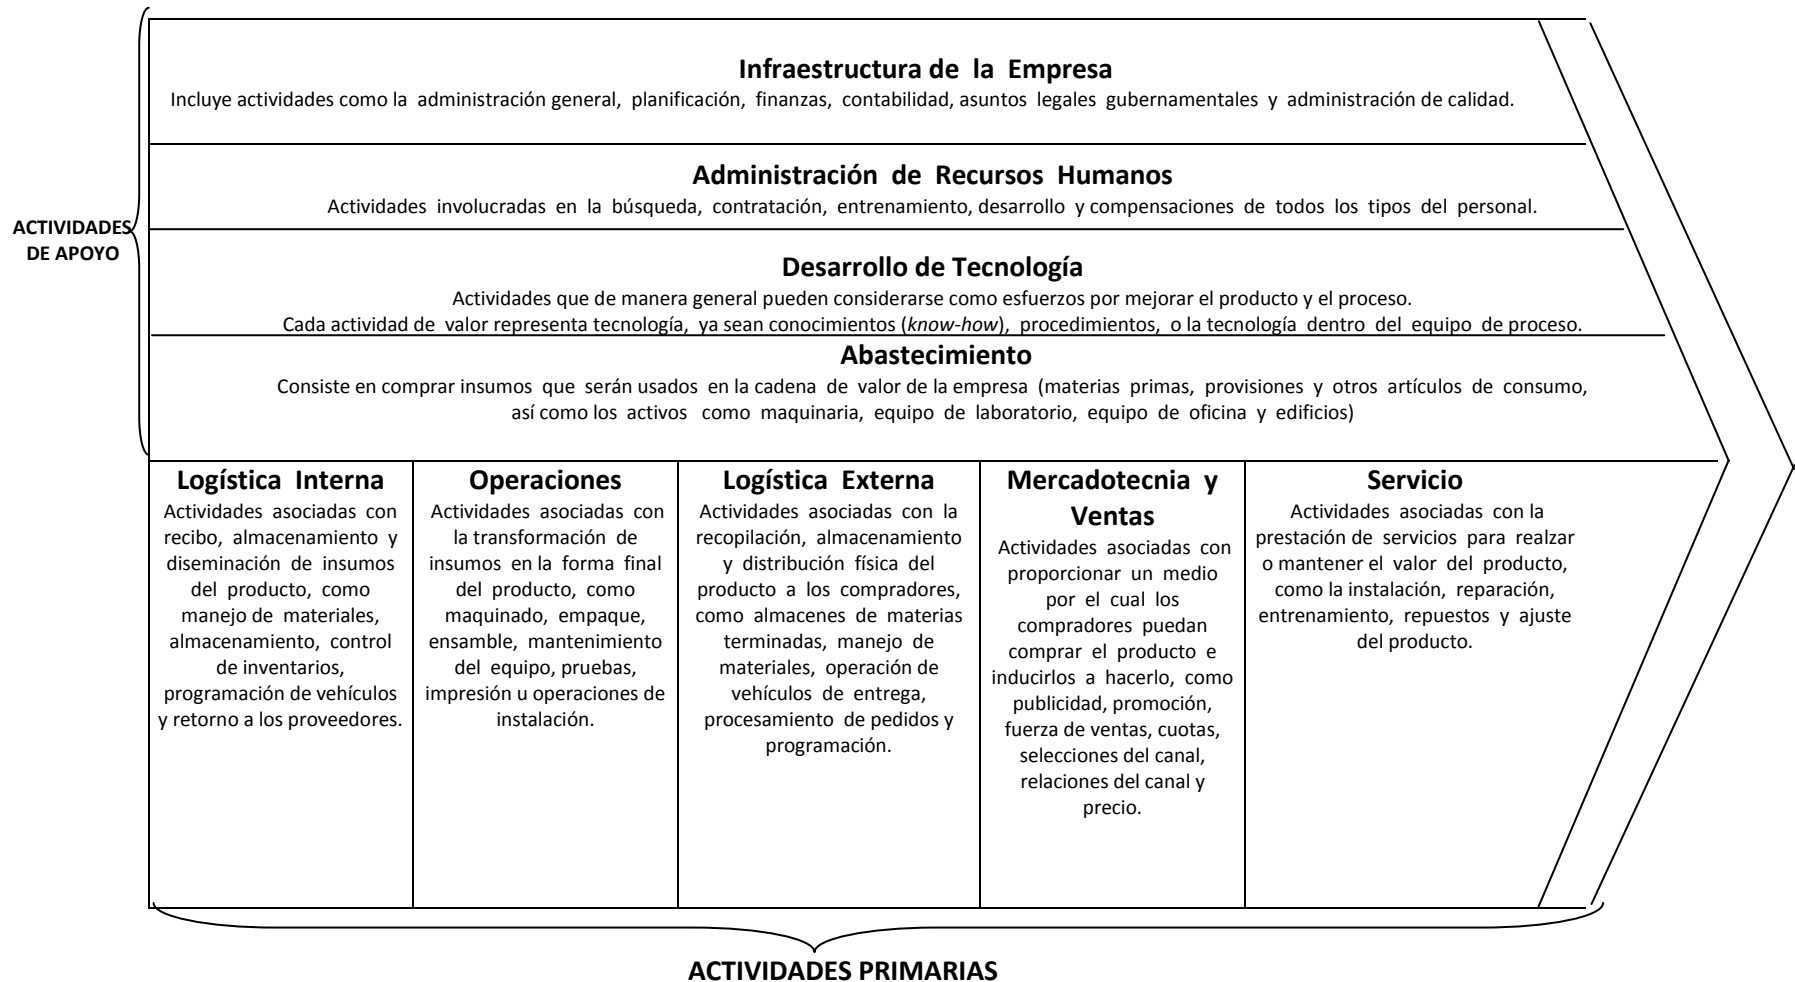 Infraestructura de la Empresa
Incluye actividades como la administración general, planificación, finanzas, contabilidad, asuntos legales gubernamentales y administración de calidad.
Administración de Recursos Humanos
Actividades involucradas en la búsqueda, contratación, entrenamiento, desarrollo y compensaciones de todos los tipos del personal.
ACTIVIDADES
DE APOYO
Desarrollo de Tecnología
Actividades que de manera general pueden considerarse como esfuerzos por mejorar el producto y el proceso.
Cada actividad de valor representa tecnología, ya sean conocimientos (know-how), procedimientos, o la tecnología dentro del equipo de proceso.
Abastecimiento
Consiste en comprar insumos que serán usados en la cadena de valor de la empresa (materias primas, provisiones y otros artículos de consumo,
así como los activos como maquinaria, equipo de laboratorio, equipo de oficina y edificios)
Logística Interna
Actividades asociadas con
recibo, almacenamiento y
diseminación de insumos
del producto, como
manejo de materiales,
almacenamiento, control
de inventarios,
programación de vehículos
y retorno a los proveedores.
Operaciones
Actividades asociadas con
la transformación de
insumos en la forma final
del producto, como
maquinado, empaque,
ensamble, mantenimiento
del equipo, pruebas,
impresión u operaciones de
instalación.
Logística Externa
Actividades asociadas con la
recopilación, almacenamiento
y distribución física del
producto a los compradores,
como almacenes de materias
terminadas, manejo de
materiales, operación de
vehículos de entrega,
procesamiento de pedidos y
programación.
Mercadotecnia y
Ventas
Actividades asociadas con
proporcionar un medio
por el cual los
compradores puedan
comprar el producto e
inducirlos a hacerlo, como
publicidad, promoción,
fuerza de ventas, cuotas,
selecciones del canal,
relaciones del canal y
precio.
Servicio
Actividades asociadas con la
prestación de servicios para realzar
o mantener el valor del producto,
como la instalación, reparación,
entrenamiento, repuestos y ajuste
del producto.
ACTIVIDADES PRIMARIAS